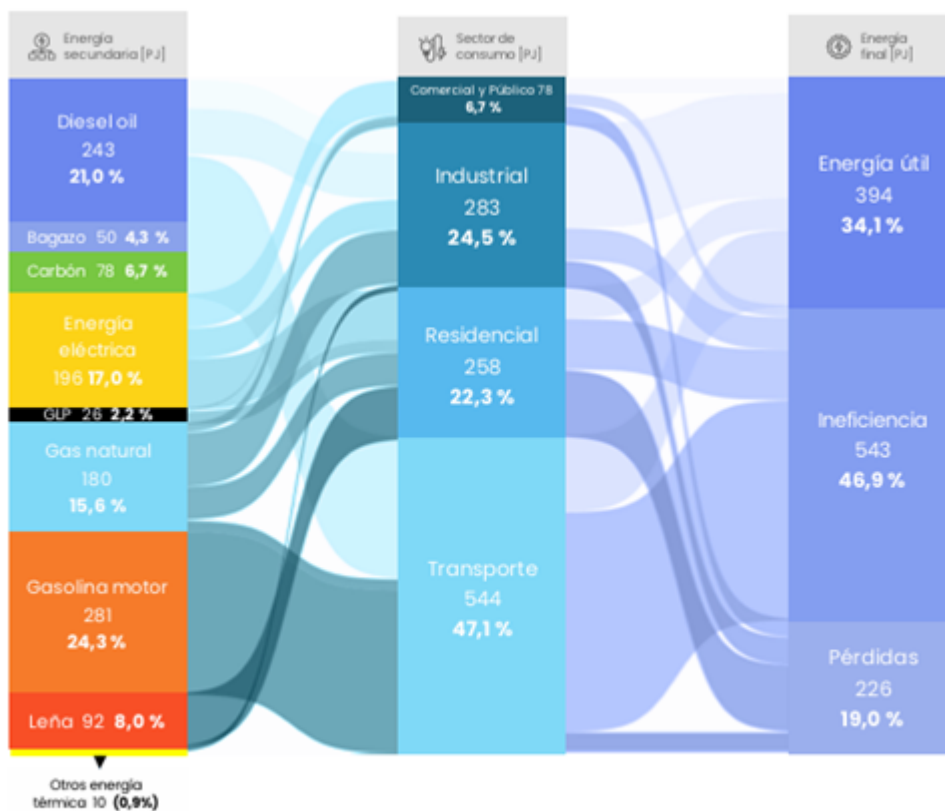 Energía
secundaria [PJ]
Sector de
consumo [PJ]
Energía
final [PJ]
Diesel oil
243
21,0 %
Bagazo 50 4,3 %
Carbón 78 6,7 %
Energía
eléctrica
196 17,0 %
GLP 26 2,2 %
Gas natural
180
15,6 %
Gasolina motor
281
24,3 %
Leña 92 8,0 %
Otros energía
térmica 10 (0,9%)
Comercial y Público 78
6,7 %
Industrial
283
24,5 %
Residencial
258
22,3 %
Transporte
544
47,1 %
Energía útil
394
34,1 %
Ineficiencia
543
46,9 %
Pérdidas
226
19,0 %